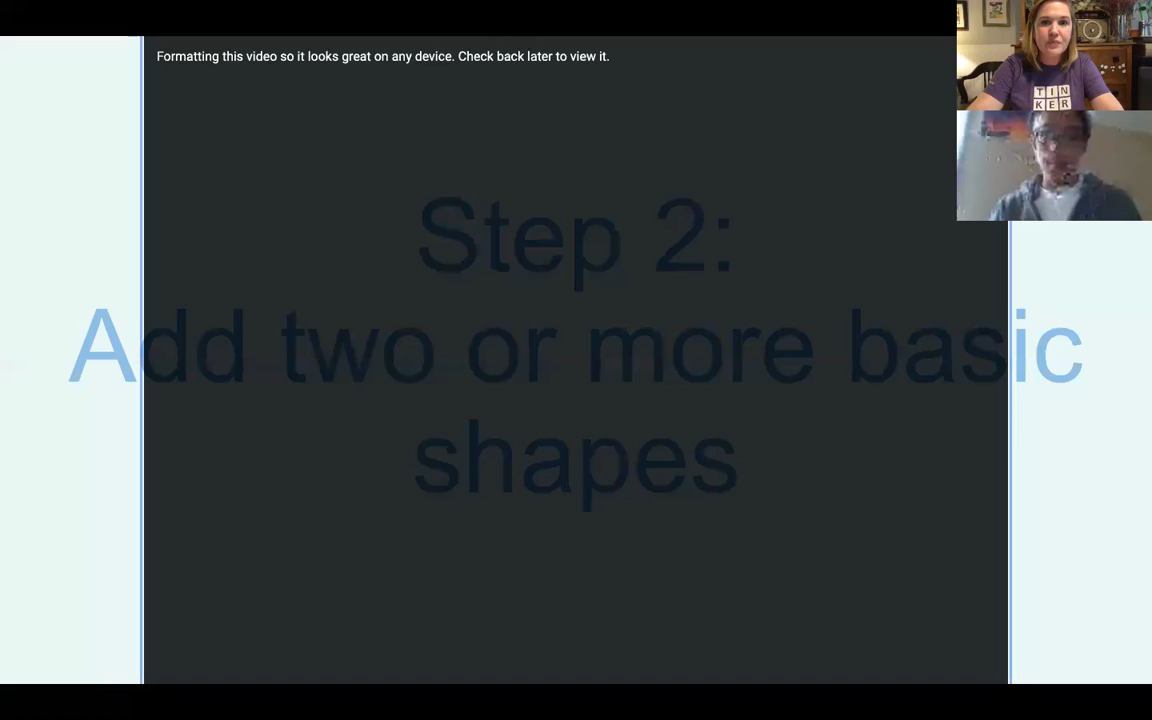 Formatting this video so it looks great on any device. Check back later to view it.
TIN
KER
Step 2:
Add two or more basic
shapes